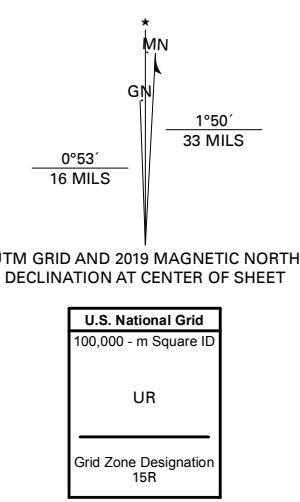 ★
MN
GN
1°50´
33 MILS
0°53´
16 MILS
UTM GRID AND 2019 MAGNETIC NORTH
DECLINATION AT CENTER OF SHEET
U.S. National Grid
100,000 - m Square ID
UR
Grid Zone Designation
15R